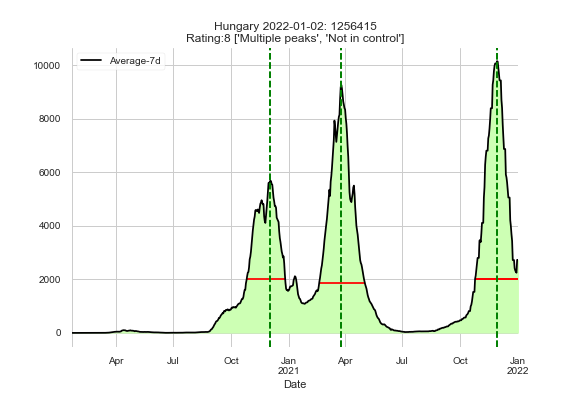 Hungary 2022-01-02: 1256415
Rating:8 ['Multiple peaks', 'Not in control']
Average-7d
10000
8000
6000
4000
2000
0
Apr
Jul
Oct
Jan
2021
Apr
Jul
Oct
Jan
2022
Date